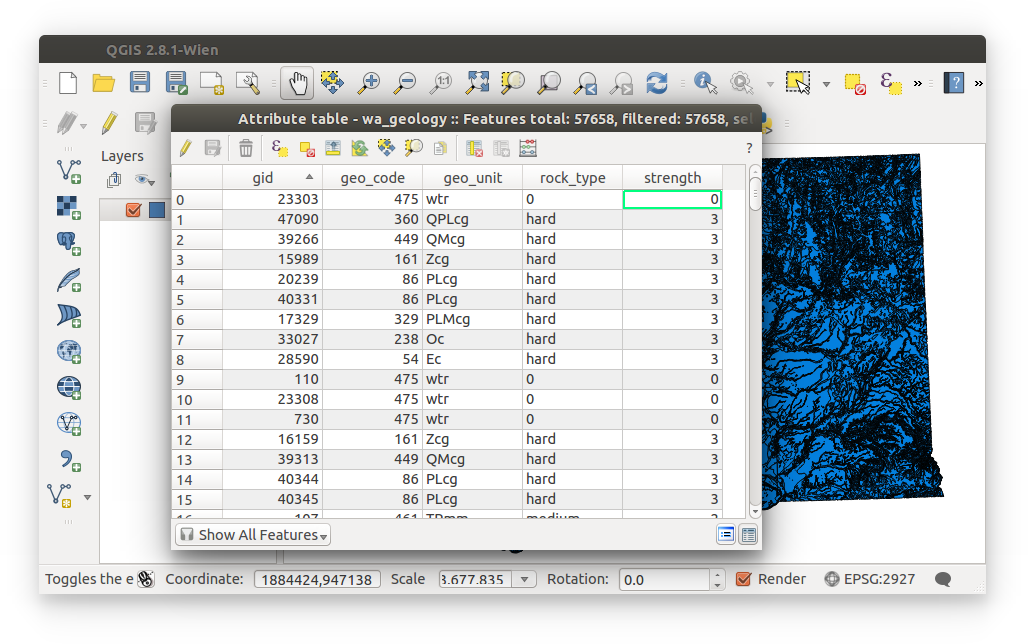 QGIS 2.8.1-Wien
Attribute table - wa_geology :: Features total: 57658, filtered: 57658, sel
Layers
?
gid geo_code geo_unit rock_type strength
0 23303 475 wtr 0 0
1 47090 360 QPLcg hard 3
2 39266 449 QMcg hard 3
3 15989 161 Zcg hard 3
4 20239 86 PLcg hard 3
5 40331 86 PLcg hard 3
6 17329 329 PLMcg hard 3
7 33027 238 Oc hard 3
8 28590 54 Ec hard 3
9 110 475 wtr 0 0
10 23308 475 wtr 0 0
11 730 475 wtr 0 0
12 16159 161 Zcg hard 3
13 39313 449 QMcg hard 3
14 40344 86 PLcg hard 3
15 40345 86 PLcg hard 3
Show All Features
Toggles the e Coordinate: 1884424,947138 Scale 3.677.835 Rotation: 0.0 Render EPSG:2927